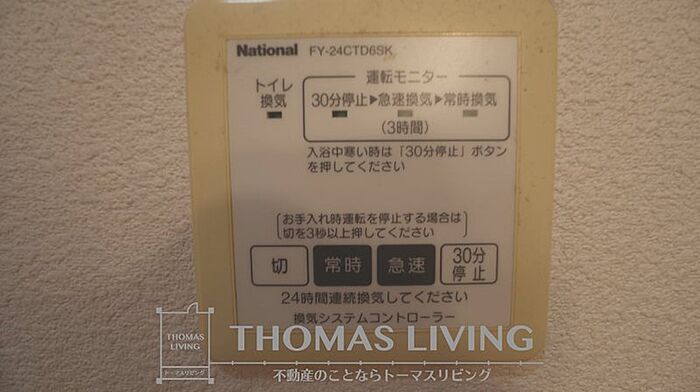 National FY-24CTD6SK
トイレ
換気
運転モニター
30分停止▶急速換気▶常時換気
(3時間)
入浴中寒い時は「30分停止」ボタン
を押してください
お手入れ時運転を停止する場合は
切を3秒以上押してください
切 常時 急速 30分
停止
24時間連続換気してください
換気システムコントローラー
THOMAS
LIVING
トーマスリビング
THOMAS LIVING
不動産のことならトーマスリビング